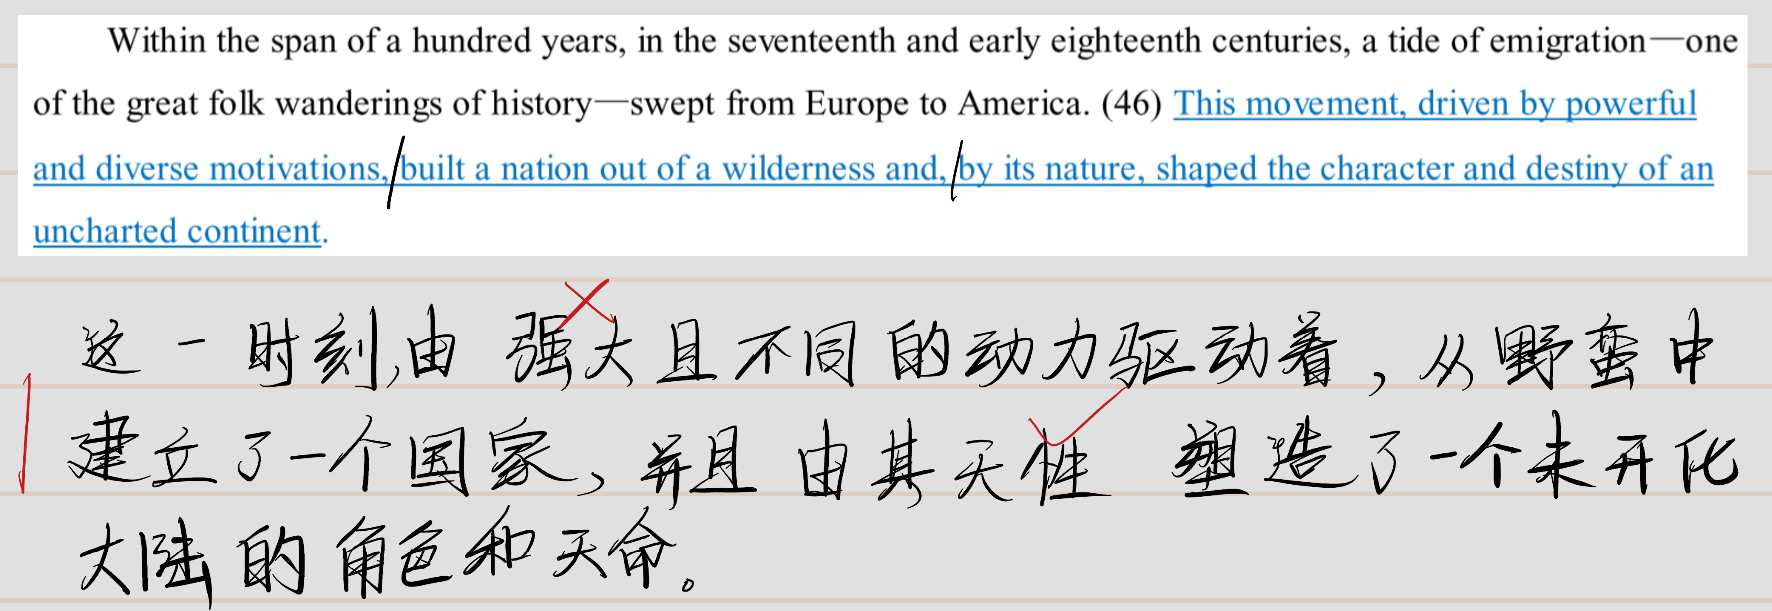 Within the span of a hundred years, in the seventeenth and early eighteenth centuries, a tide of emigration—one
of the great folk wanderings of history—swept from Europe to America. (46) This movement, driven by powerful
and diverse motivations, built a nation out of a wilderness and, by its nature, shaped the character and destiny of an
uncharted continent.
这一时刻,由强大且不同的动力驱动着，从野蛮中
建立了一个国家，并且由其天性塑造了一个未开化
大陆的角色和天命。